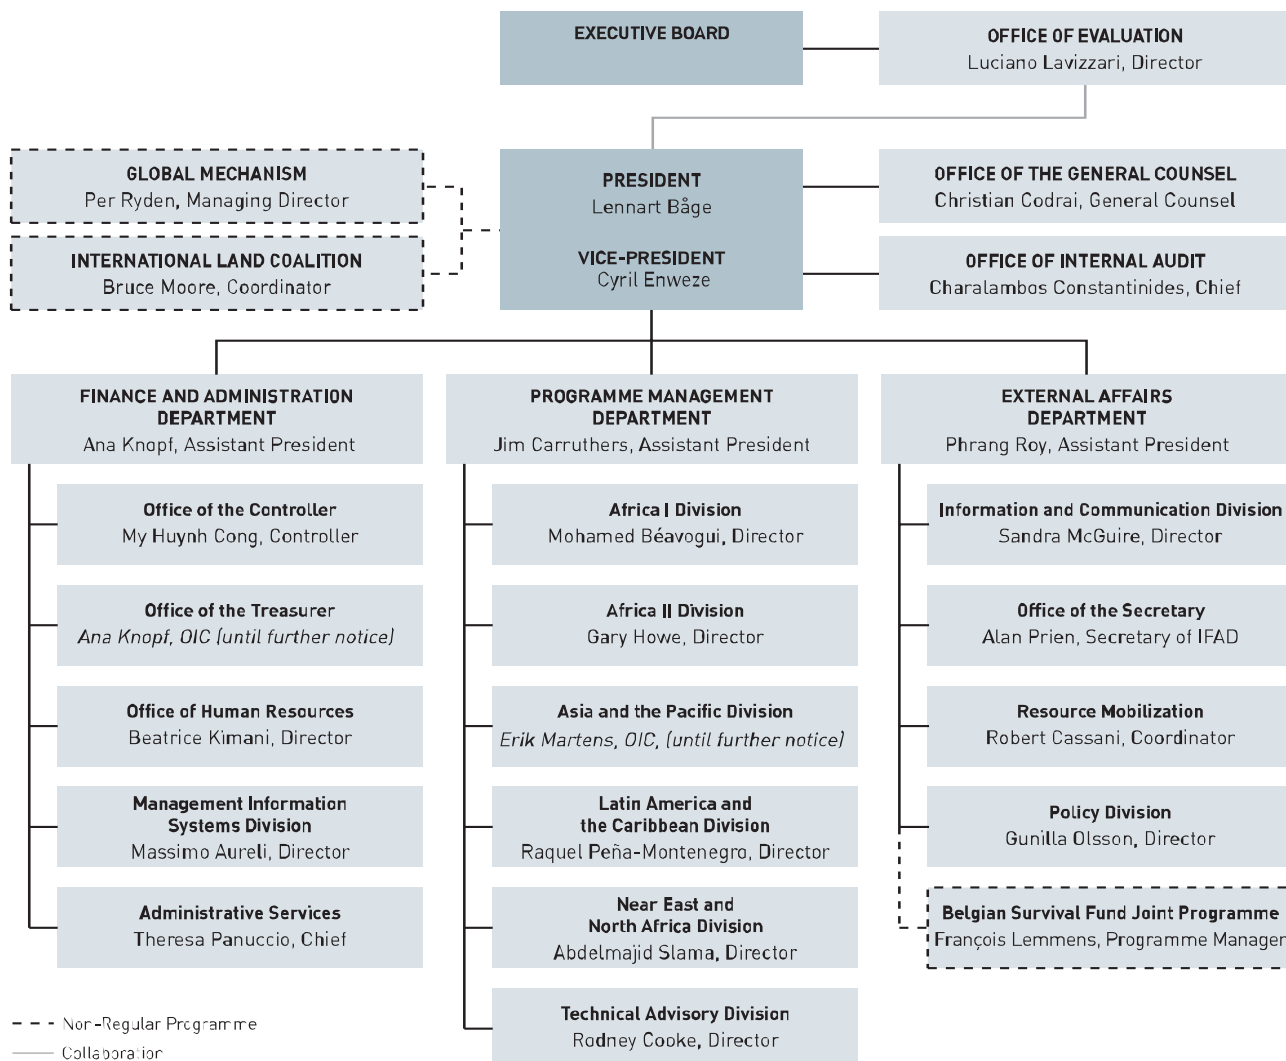 EXECUTIVE BOARD
OFFICE OF EVALUATION
Luciano Lavizzari, Director
GLOBAL MECHANISM
Per Ryden, Managing Director
INTERNATIONAL LAND COALITION
Bruce Moore, Coordinator
PRESIDENT
Lennart Båge
VICE-PRESIDENT
Cyril Enweze
OFFICE OF THE GENERAL COUNSEL
Christian Codrai, General Counsel
OFFICE OF INTERNAL AUDIT
Charalambos Constantinides, Chief
FINANCE AND ADMINISTRATION
DEPARTMENT
Ana Knopf, Assistant President
Office of the Controller
My Huynh Cong, Controller
Office of the Treasurer
Ana Knopf, OIC (until further notice)
Office of Human Resources
Beatrice Kimani, Director
Management Information
Systems Division
Massimo Aureli, Director
Administrative Services
Theresa Panuccio, Chief
PROGRAMME MANAGEMENT
DEPARTMENT
Jim Carruthers, Assistant President
Africa I Division
Mohamed Béavogui, Director
Africa II Division
Gary Howe, Director
Asia and the Pacific Division
Erik Martens, OIC, (until further notice)
Latin America and
the Caribbean Division
Raquel Peña-Montenegro, Director
Near East and
North Africa Division
Abdelmajid Slama, Director
Technical Advisory Division
Rodney Cooke, Director
EXTERNAL AFFAIRS
DEPARTMENT
Phrang Roy, Assistant President
Information and Communication Division
Sandra McGuire, Director
Office of the Secretary
Alan Prien, Secretary of IFAD
Resource Mobilization
Robert Cassani, Coordinator
Policy Division
Gunilla Olsson, Director
Belgian Survival Fund Joint Programme
François Lemmens, Programme Manager
Non-Regular Programme
Collaboration